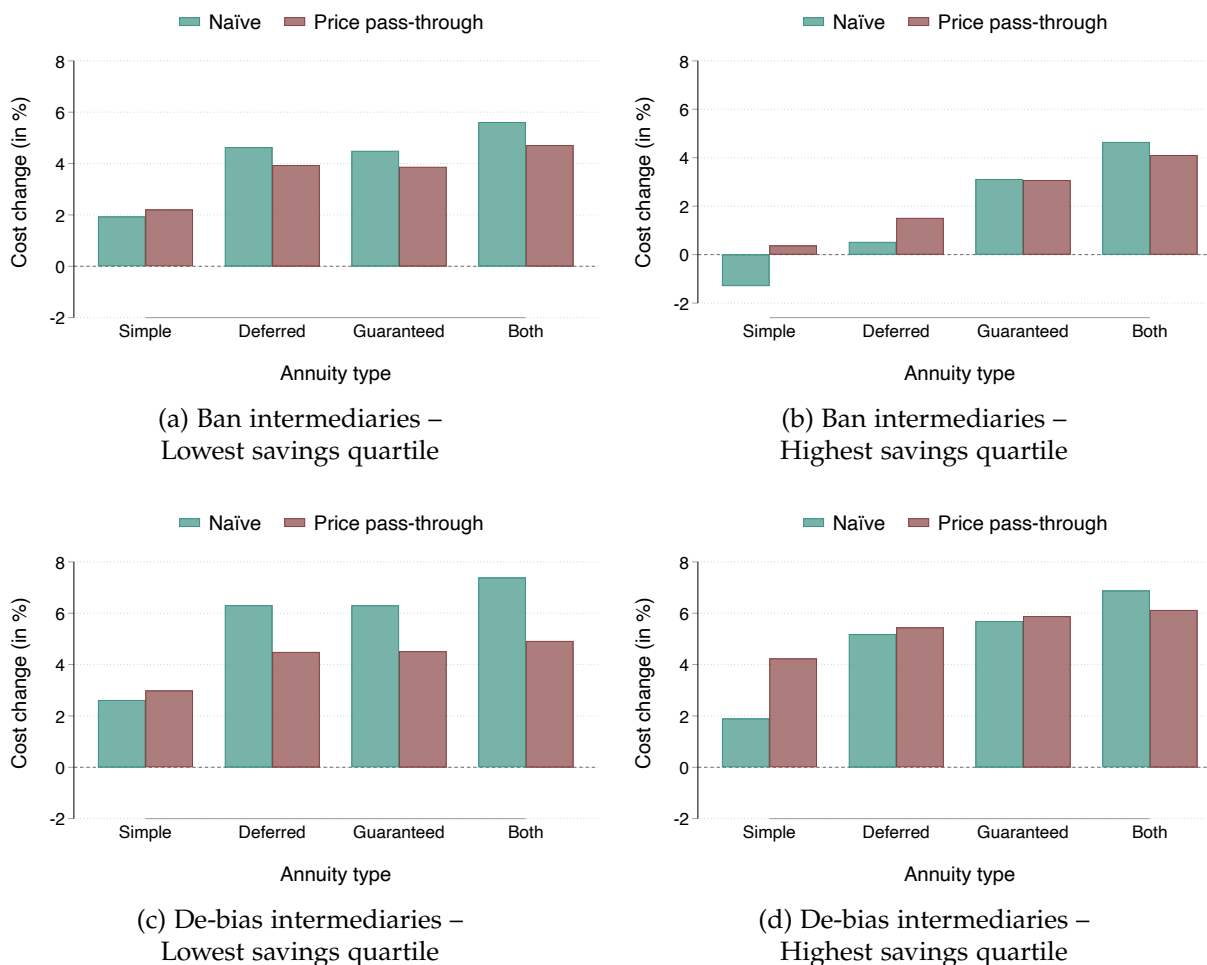 Naïve Price pass-through
8
6
4
2
0
-2
Cost change (in %)
Simple Deferred Guaranteed Both
Annuity type
(a) Ban intermediaries –
Lowest savings quartile
Naïve Price pass-through
8
6
4
2
0
-2
Cost change (in %)
Simple Deferred Guaranteed Both
Annuity type
(b) Ban intermediaries –
Highest savings quartile
Naïve Price pass-through
8
6
4
2
0
-2
Cost change (in %)
Simple Deferred Guaranteed Both
Annuity type
(c) De-bias intermediaries –
Lowest savings quartile
Naïve Price pass-through
8
6
4
2
0
-2
Cost change (in %)
Simple Deferred Guaranteed Both
Annuity type
(d) De-bias intermediaries –
Highest savings quartile